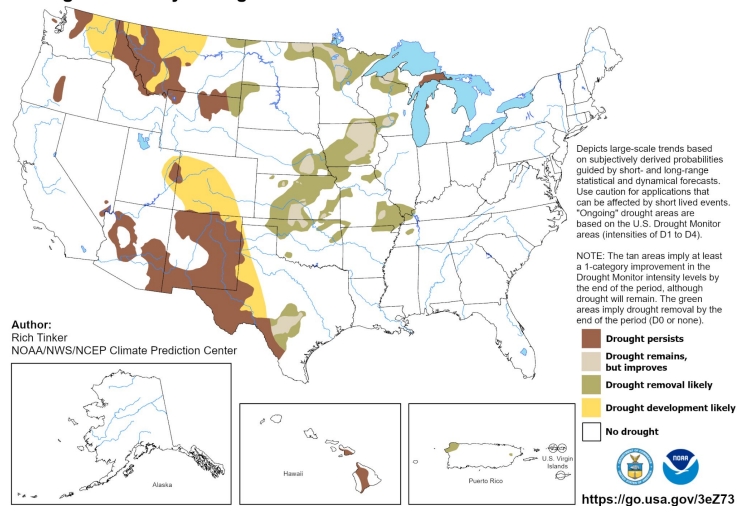 Depicts large-scale trends based
on subjectively derived probabilities
guided by short- and long-range
statistical and dynamical forecasts.
Use caution for applications that
can be affected by short lived events.
"Ongoing" drought areas are
based on the U.S. Drought Monitor
areas (intensities of D1 to D4).
NOTE: The tan areas imply at least
a 1-category improvement in the
Drought Monitor intensity levels by
the end of the period, although
drought will remain. The green
areas imply drought removal by the
end of the period (D0 or none).
Author:
Rich Tinker
NOAA/NWS/NCEP Climate Prediction Center
Drought persists
Drought remains,
but improves
Drought removal likely
Drought development likely
No drought
Alaska
Hawaii
Puerto Rico
U.S. Virgin
Islands
NOAA
https://go.usa.gov/3eZ73